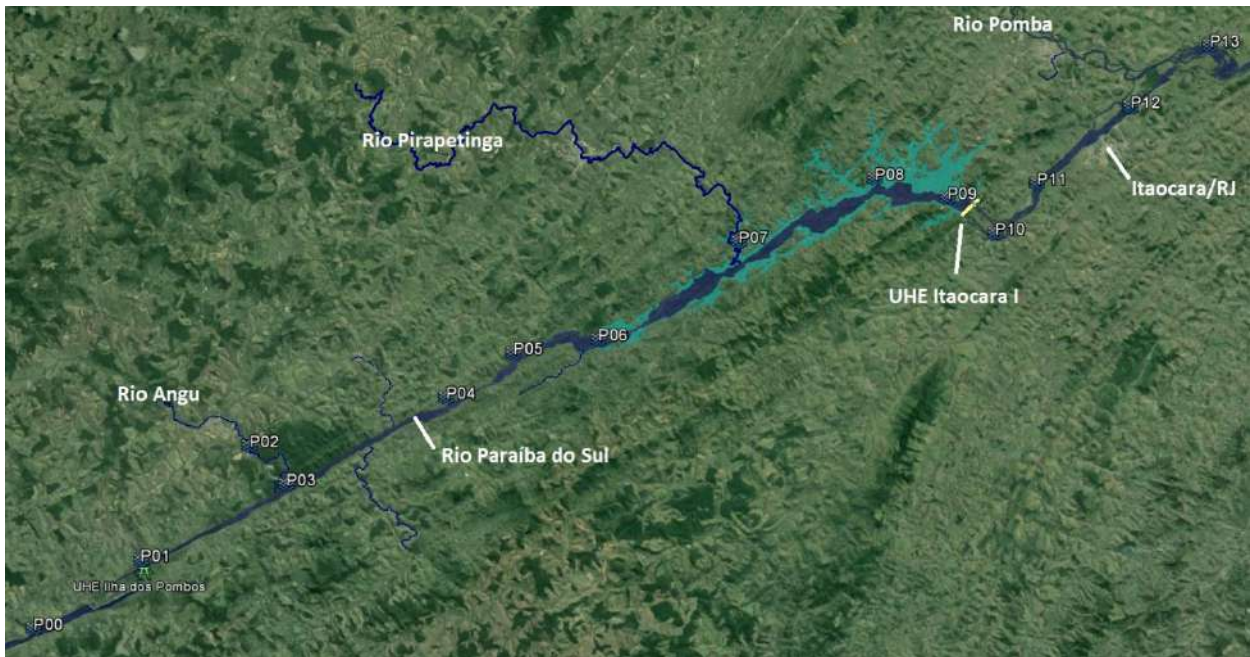 Rio Pomba
P13
P12
Rio Pirapetinga
P08
P09
P11
Itaocara/RJ
P07
P10
UHE Itaocara I
P06
P05
Rio Angu
P04
P02
Rio Paraíba do Sul
P03
P01
UHE Ilha dos Pombos
P00